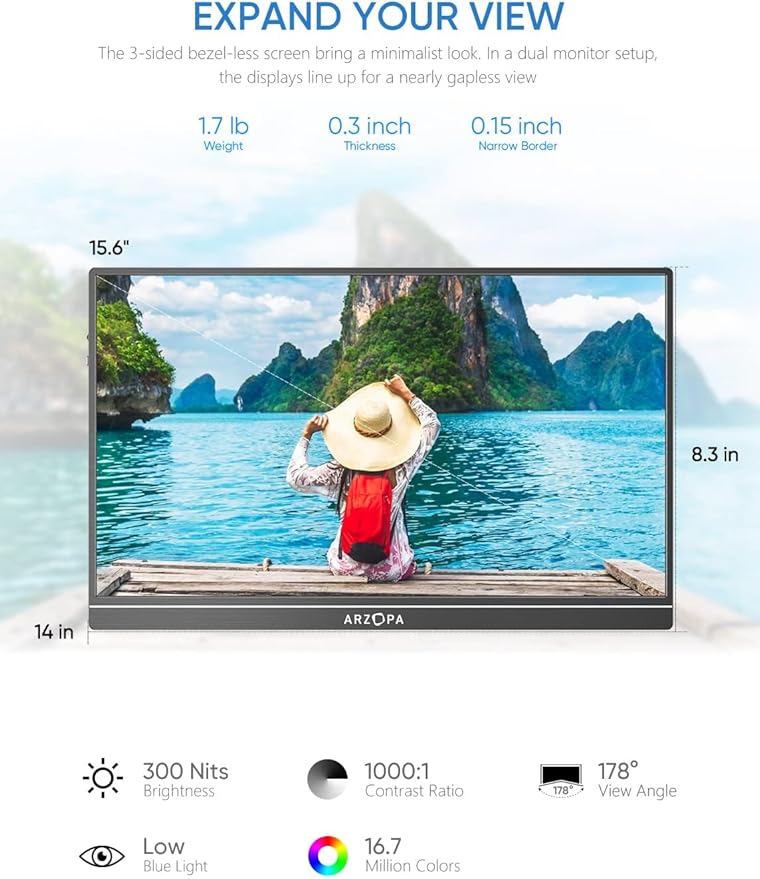 EXPAND YOUR VIEW
The 3-sided bezel-less screen bring a minimalist look. In a dual monitor setup,
the displays line up for a nearly gapless view
1.7 lb
Weight
0.3 inch
Thickness
0.15 inch
Narrow Border
15.6"
8.3 in
ARZOPA
14 in
300 Nits
Brightness
1000:1
Contrast Ratio
178°
178°
View Angle
Low
Blue Light
16.7
Million Colors